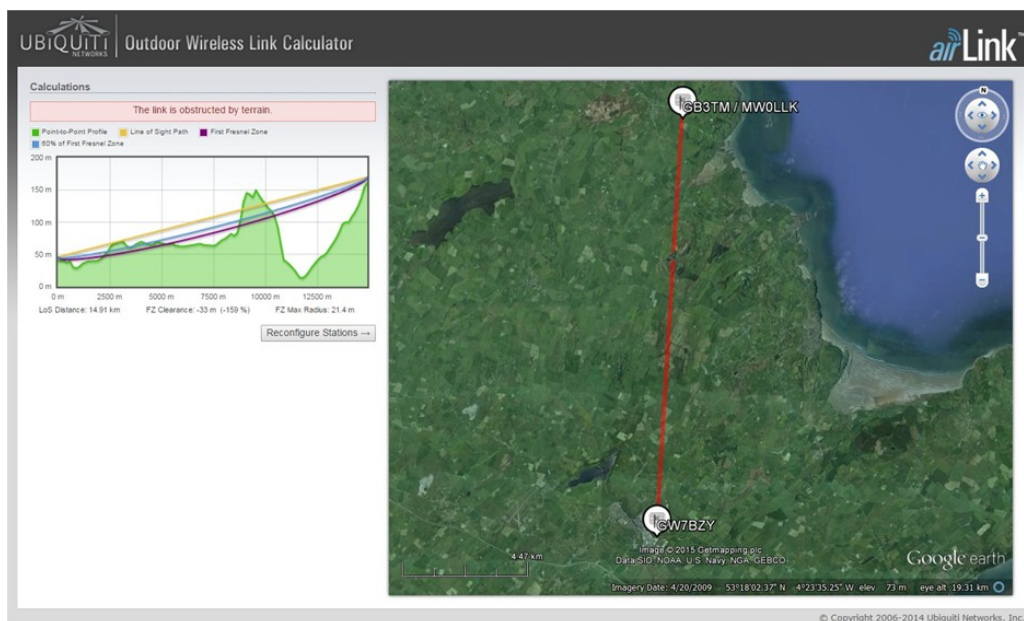 UBiQUiTi
NETWORKS
Outdoor Wireless Link Calculator
airLink™
Calculations
The link is obstructed by terrain.
Point-to-Point Profile
Line of Sight Path
First Fresnel Zone
60% of First Fresnel Zone
200 m
150 m
100 m
50 m
0 m
0 m 2500 m 5000 m 7500 m 10000 m 12500 m
LoS Distance: 14.91 km FZ Clearance: -33 m (-159 %) FZ Max Radius: 21.4 m
Reconfigure Stations →
N
GB3TM / MW0LLK
GW7BZY
4.47 km
Image © 2015 Getmapping plc
Data SIO, NOAA, U.S. Navy, NGA, GEBCO
Google earth
Imagery Date: 4/20/2009 53°18'02.37" N 4°23'35.25" W elev 73 m eye alt 19.31 km
© Copyright 2006-2014 Ubiquiti Networks, Inc